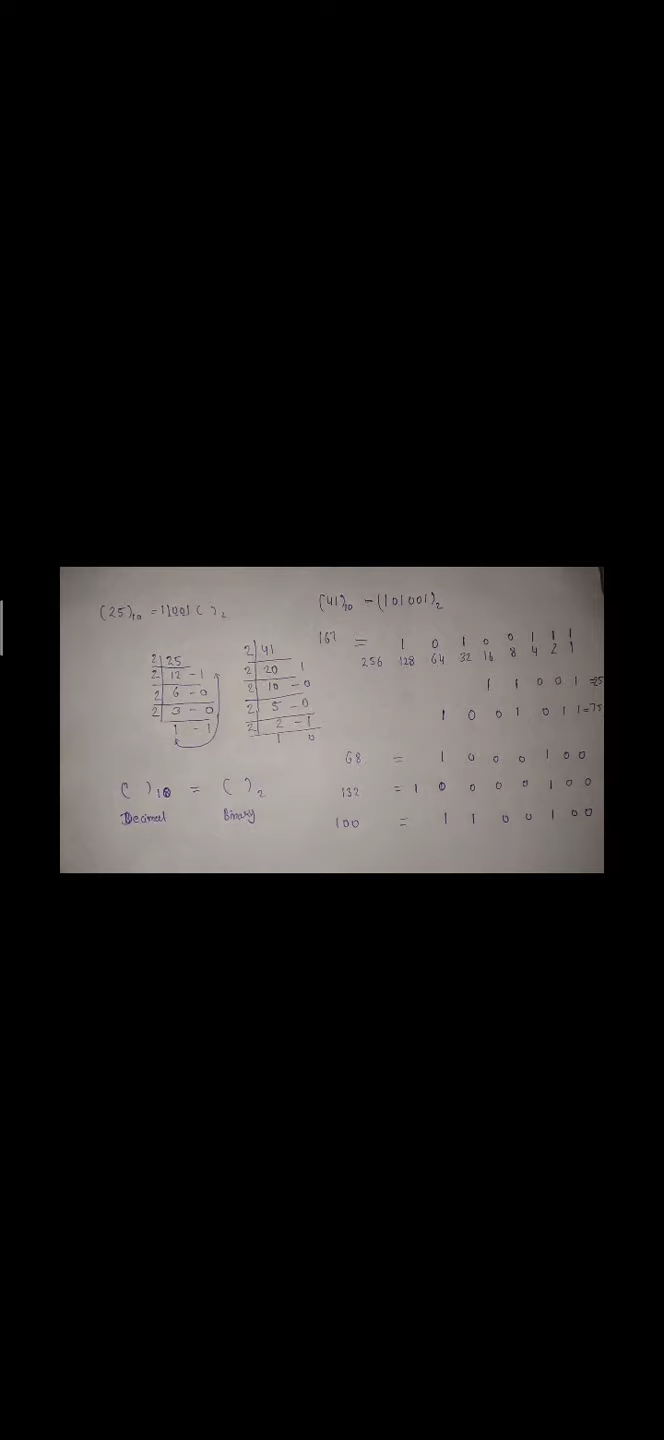 (25)₁₀ = 11001 ( )₂
2 25
2 12 - 1
2 6 - 0
2 3 - 0
1 - 1
2 41
2 20 1
2 10 - 0
2 5 - 0
2 2 - 1
1 0
( )₁₀ = ( )₂
Decimal Binary
(41)₁₀ - (101001)₂
167 = 1 0 1 0 0 1 1 1
256 128 64 32 16 8 4 2 1
1 1 0 0 1 = 25
1 0 0 1 0 1 1 = 75
68 = 1 0 0 0 1 0 0
132 = 1 0 0 0 0 1 0 0
100 = 1 1 0 0 1 0 0